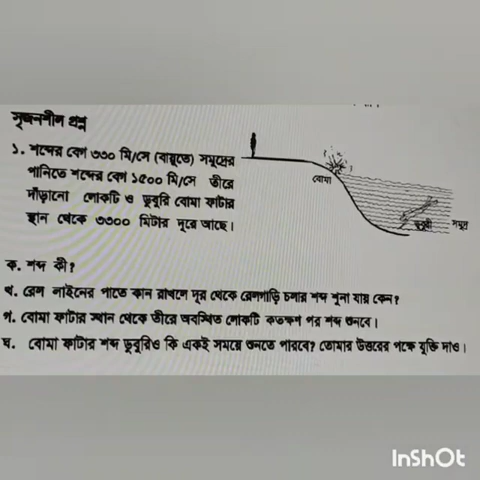 সৃজনশীল প্রশ্ন
১. শব্দের বেগ ৩৩০ মি/সে (বায়ুতে) সমুদ্রের
পানিতে শব্দের বেগ ১৫০০ মি/সে তীরে
দাঁড়ানো লোকটি ও ডুবুরি বোমা ফাটার
স্থান থেকে ৩৩০০ মিটার দূরে আছে।
বোমা
ডুবুরী
সমুদ্র
ক. শব্দ কী?
খ. রেল লাইনের পাতে কান রাখলে দূর থেকে রেলগাড়ি চলার শব্দ শুনা যায় কেন?
গ. বোমা ফাটার স্থান থেকে তীরে অবস্থিত লোকটি কতক্ষণ পর শব্দ শুনবে।
ঘ. বোমা ফাটার শব্দ ডুবুরিও কি একই সময়ে শুনতে পারবে? তোমার উত্তরের পক্ষে যুক্তি দাও।
InShOt